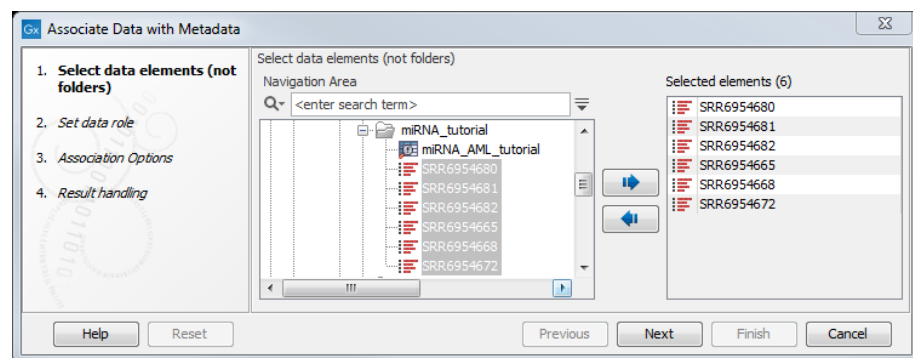 Gx Associate Data with Metadata
1. Select data elements (not
folders)
2. Set data role
3. Association Options
4. Result handling
Select data elements (not folders)
Navigation Area
<enter search term>
miRNA_tutorial
miRNA_AML_tutorial
SRR6954680
SRR6954681
SRR6954682
SRR6954665
SRR6954668
SRR6954672
Selected elements (6)
SRR6954680
SRR6954681
SRR6954682
SRR6954665
SRR6954668
SRR6954672
Help
Reset
Previous
Next
Finish
Cancel